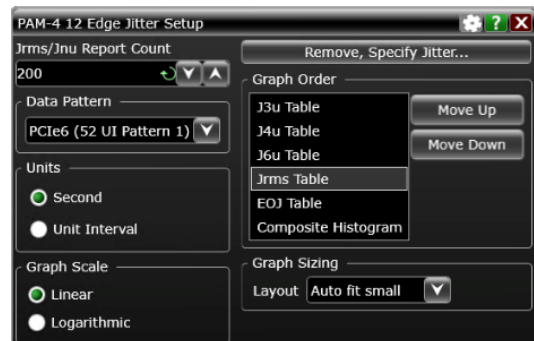 PAM-4 12 Edge Jitter Setup
?
X
Jrms/Jnu Report Count
200
Data Pattern
PCIe6 (52 UI Pattern 1)
Units
Second
Unit Interval
Graph Scale
Linear
Logarithmic
Remove, Specify Jitter...
Graph Order
J3u Table
J4u Table
J6u Table
Jrms Table
EOJ Table
Composite Histogram
Move Up
Move Down
Graph Sizing
Layout Auto fit small